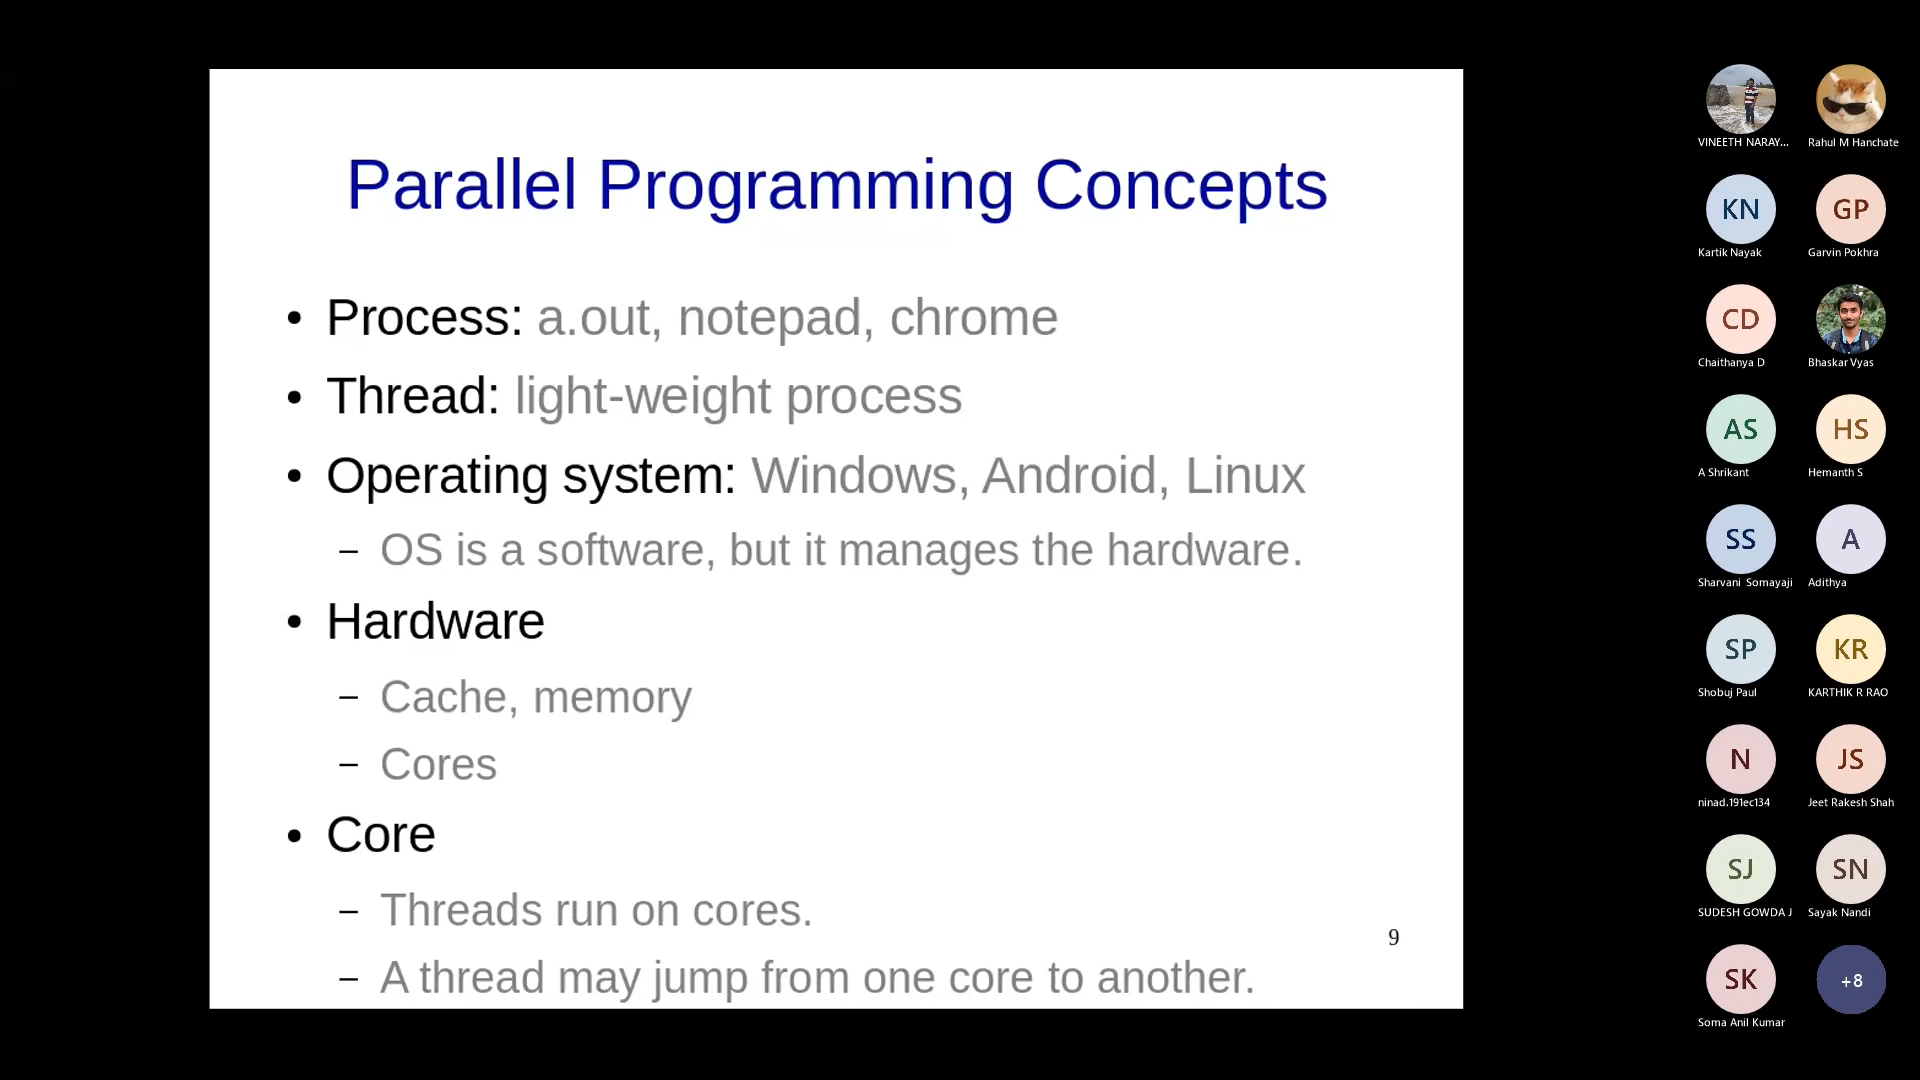 Parallel Programming Concepts
• Process: a.out, notepad, chrome
• Thread: light-weight process
• Operating system: Windows, Android, Linux
– OS is a software, but it manages the hardware.
• Hardware
– Cache, memory
– Cores
• Core
– Threads run on cores.
– A thread may jump from one core to another.
9
VINEETH NARAY...
Rahul M Hanchate
KN
Kartik Nayak
GP
Garvin Pokhra
CD
Chaithanya D
Bhaskar Vyas
AS
A Shrikant
HS
Hemanth S
SS
Sharvani Somayaji
A
Adithya
SP
Shobuj Paul
KR
KARTHIK R RAO
N
ninad.191ec134
JS
Jeet Rakesh Shah
SJ
SUDESH GOWDA J
SN
Sayak Nandi
SK
Soma Anil Kumar
+8